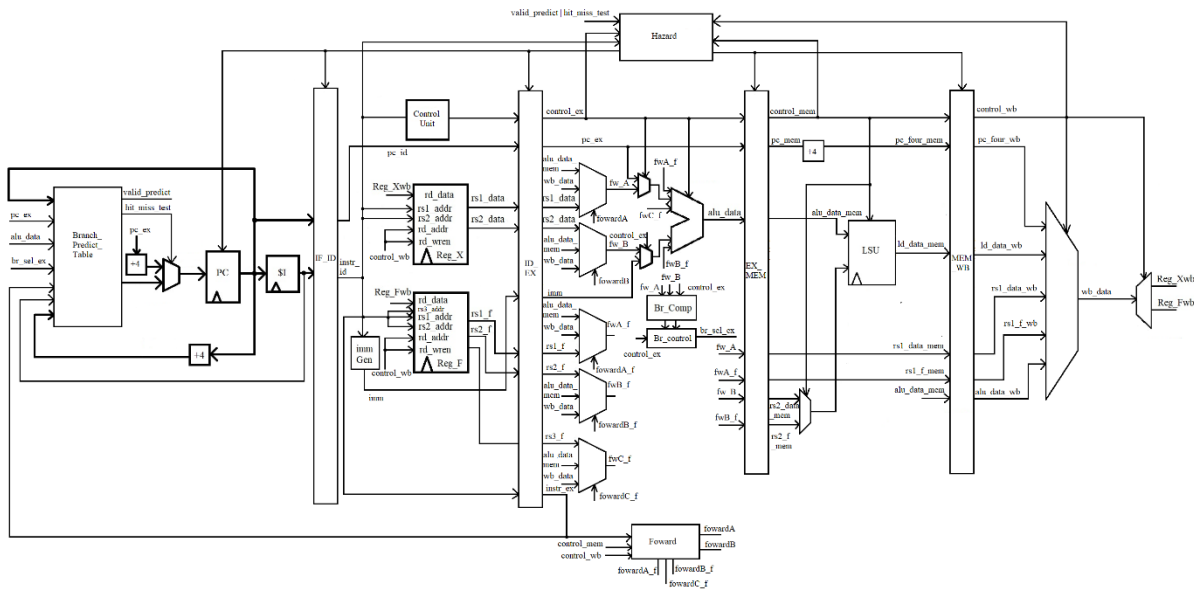 valid_predict | hit_miss_test
Hazard
Control
Unit
control_ex
control_mem
control_wb
pc_id
pc_ex
pc_mem
+4
pc_four_mem
pc_four_wb
Branch_
Predict_
Table
valid_predict
hit_miss_test
pc_ex
alu_data
br_sel_ex
pc_ex
+4
PC
$I
+4
IF_ID
instr_
id
Reg_Xwb
rd_data
rs1_addr
rs2_addr
rd_addr
rd_wren
Reg_X
control_wb
rs1_data
rs2_data
Reg_Fwb
rd_data
rs3_addr
rs1_addr
rs2_addr
rd_addr
rd_wren
Reg_F
control_wb
rs1_f
rs2_f
imm
Gen
imm
ID
EX
alu_data
mem
wb_data
rs1_data
fowardA
fw_A
rs2_data
alu_data
mem
wb_data
fowardB
fw_B
control_ex
imm
fwA_f
fwC_f
fwB_f
alu_data
fw_B
fw_A
control_ex
Br_Comp
Br_control
br_sel_ex
control_ex
alu_data
mem
wb_data
rs1_f
fwA_f
fowardA_f
rs2_f
alu_data
mem
wb_data
fwB_f
fowardB_f
rs3_f
alu_data
mem
wb_data
fwC_f
fowardC_f
instr_ex
fw_A
fwA_f
fw_B
fwB_f
EX_
MEM
alu_data_mem
LSU
ld_data_mem
rs1_data_mem
rs1_f_mem
rs2_data
_mem
rs2_f
_mem
alu_data_mem
MEM
WB
ld_data_wb
rs1_data_wb
rs1_f_wb
alu_data_wb
wb_data
Reg_Xwb
Reg_Fwb
Foward
control_mem
control_wb
fowardA
fowardB
fowardA_f
fowardB_f
fowardC_f